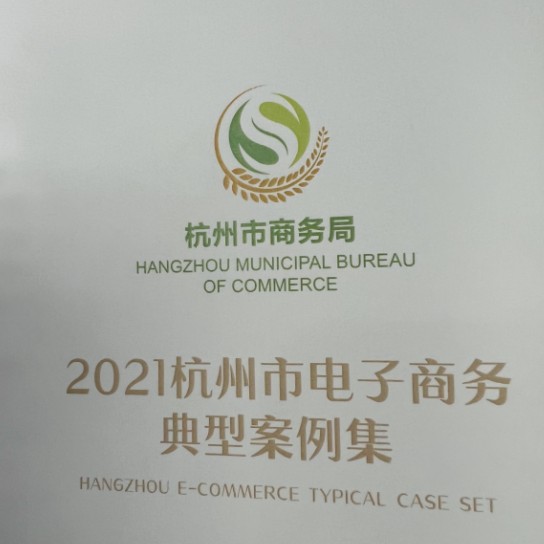 杭州市商务局
HANGZHOU MUNICIPAL BUREAU
OF COMMERCE
2021杭州市电子商务
典型案例集
HANGZHOU E-COMMERCE TYPICAL CASE SET